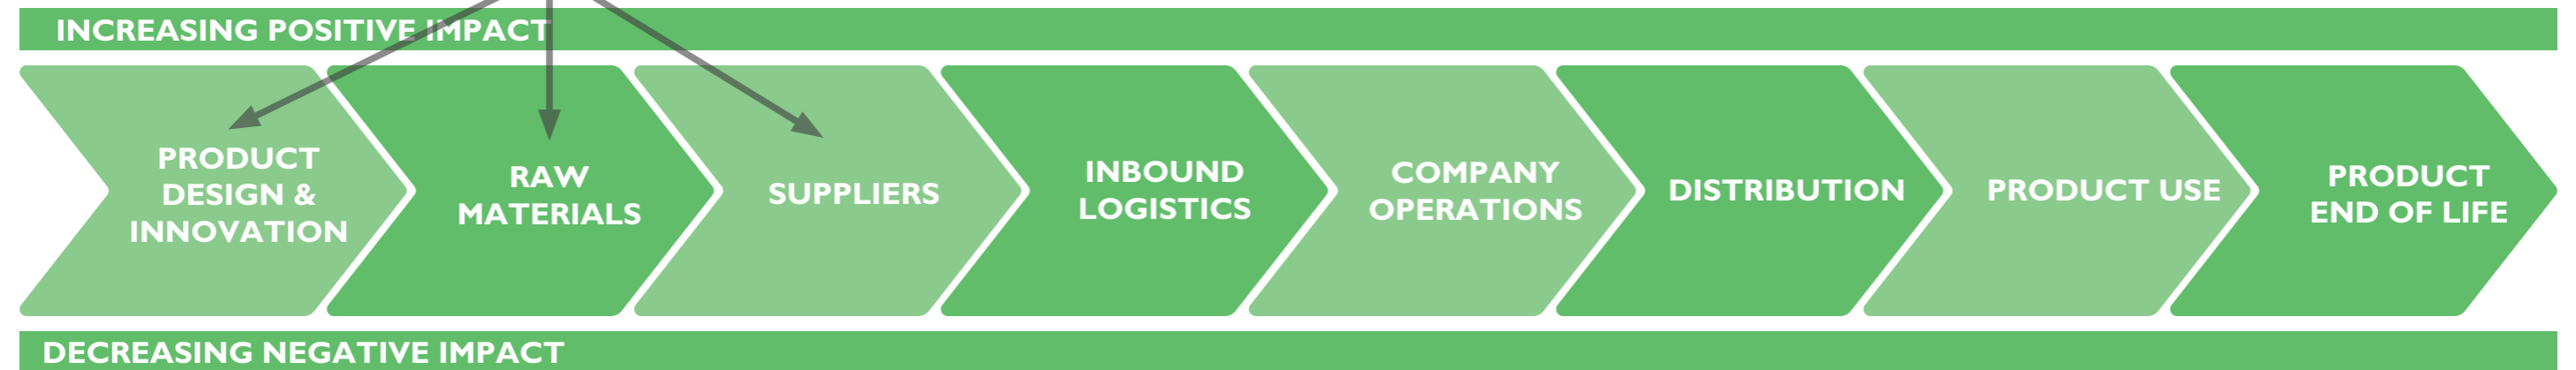 INCREASING POSITIVE IMPACT
PRODUCT
DESIGN &
INNOVATION
RAW
MATERIALS
SUPPLIERS
INBOUND
LOGISTICS
COMPANY
OPERATIONS
DISTRIBUTION
PRODUCT USE
PRODUCT
END OF LIFE
DECREASING NEGATIVE IMPACT